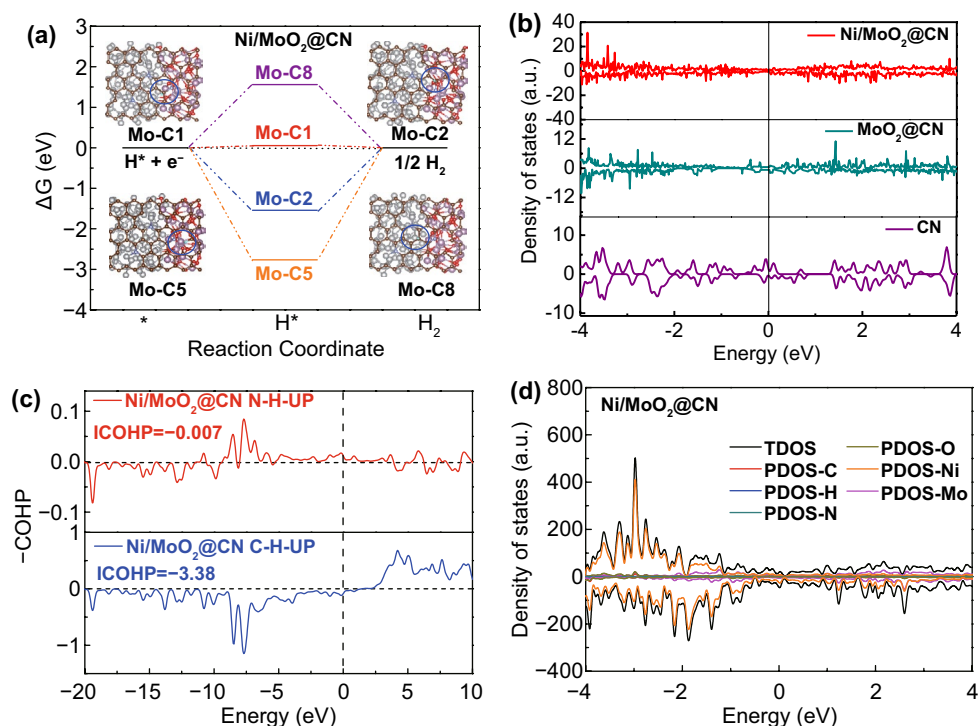 (a)
Ni/MoO₂@CN
Mo-C8
Mo-C1
Mo-C1
Mo-C2
H* + e⁻
1/2 H₂
Mo-C2
Mo-C5
Mo-C5
Mo-C8
3
2
1
0
−1
−2
−3
−4
ΔG (eV)
*
H*
H₂
Reaction Coordinate
(b)
Ni/MoO₂@CN
40
20
0
−20
−40
MoO₂@CN
12
0
−12
CN
10
5
0
−5
−10
Density of states (a.u.)
−4
−2
0
2
4
Energy (eV)
(c)
Ni/MoO₂@CN N-H-UP
ICOHP=−0.007
0.1
0.0
−0.1
Ni/MoO₂@CN C-H-UP
ICOHP=−3.38
1
0
−1
−COHP
−20
−15
−10
−5
0
5
10
Energy (eV)
(d)
Ni/MoO₂@CN
TDOS
PDOS-C
PDOS-H
PDOS-N
PDOS-O
PDOS-Ni
PDOS-Mo
800
600
400
200
0
−200
−400
Density of states (a.u.)
−4
−2
0
2
4
Energy (eV)